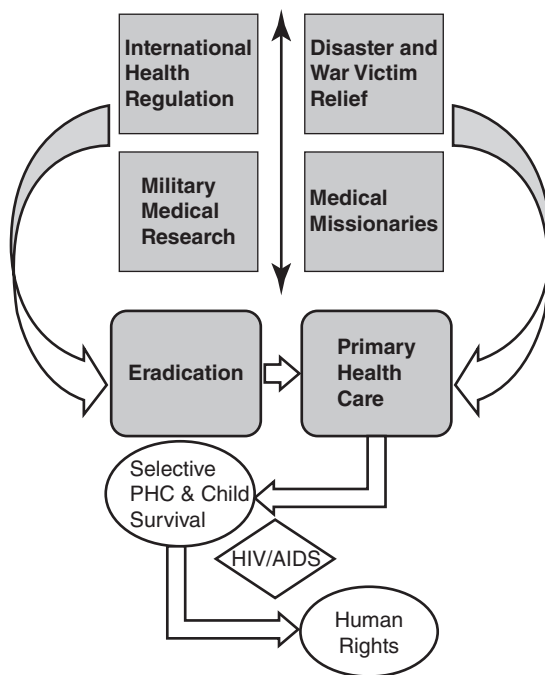 International
Health
Regulation
Disaster and
War Victim
Relief
Military
Medical
Research
Medical
Missionaries
Eradication
Primary
Health
Care
Selective
PHC & Child
Survival
HIV/AIDS
Human
Rights